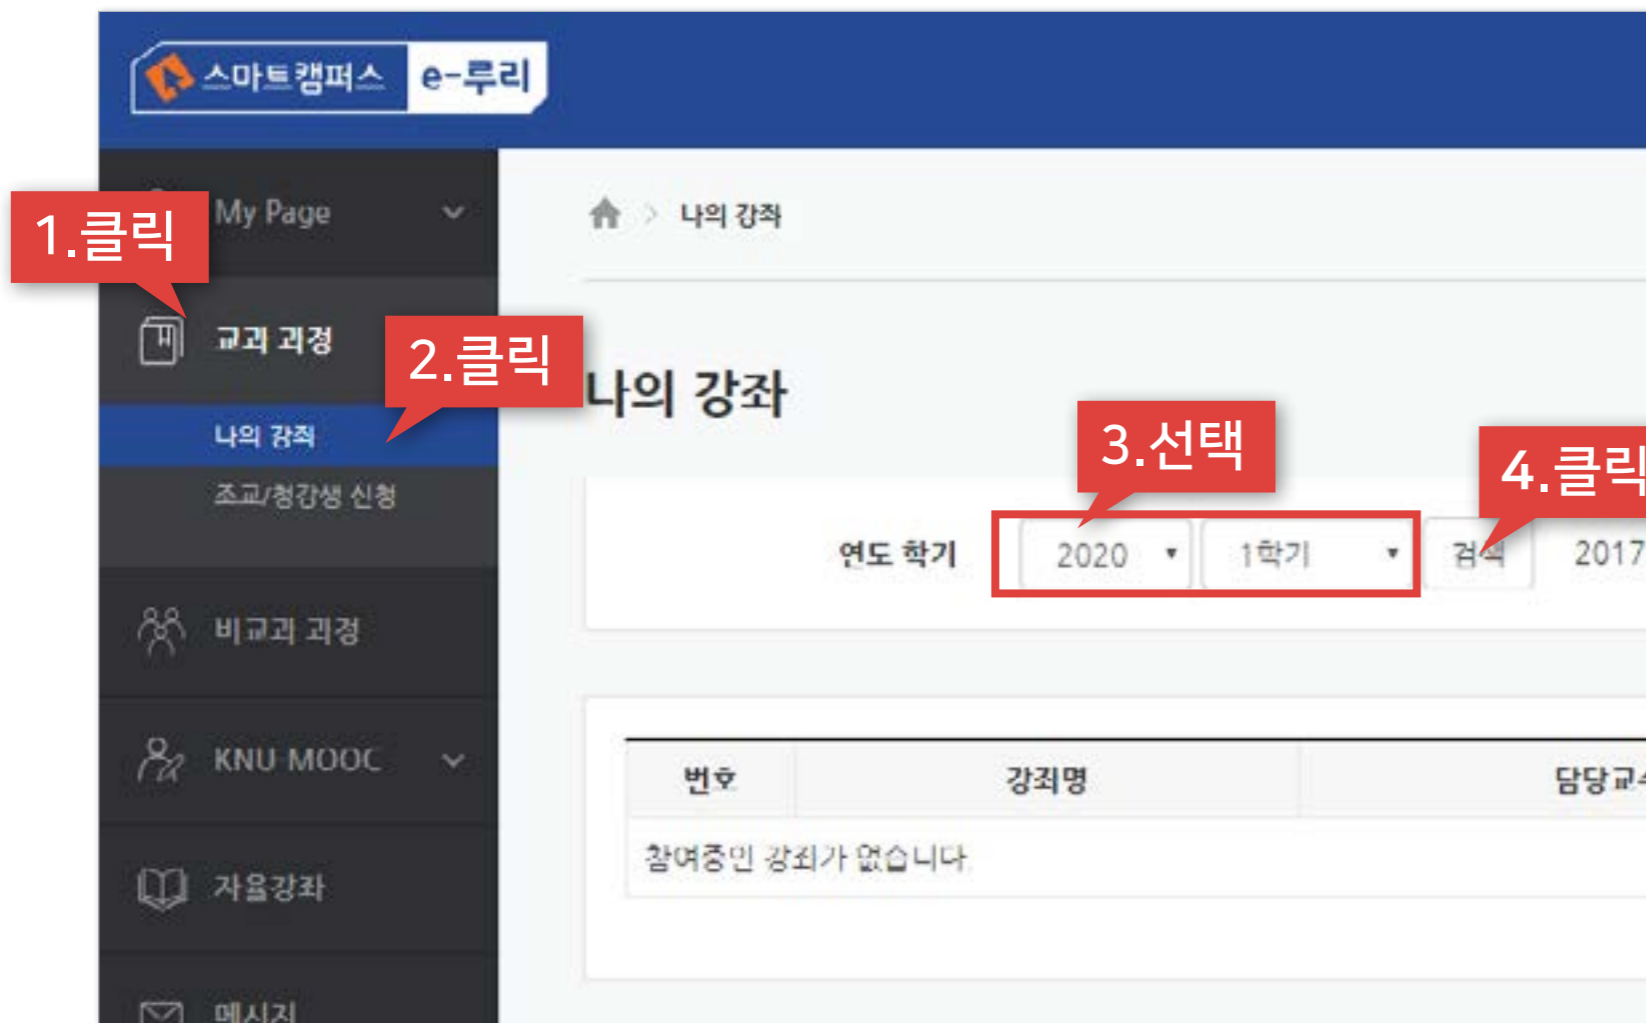 스마트캠퍼스 e-루리
1.클릭
My Page
나의 강좌
교과 과정
2.클릭
나의 강좌
나의 강좌
조교/청강생 신청
3.선택
4.클릭
연도 학기 2020 1학기 검색 2017
비교과 과정
KNU MOOC
번호 강좌명 담당교수
참여중인 강좌가 없습니다.
자율강좌
메시지